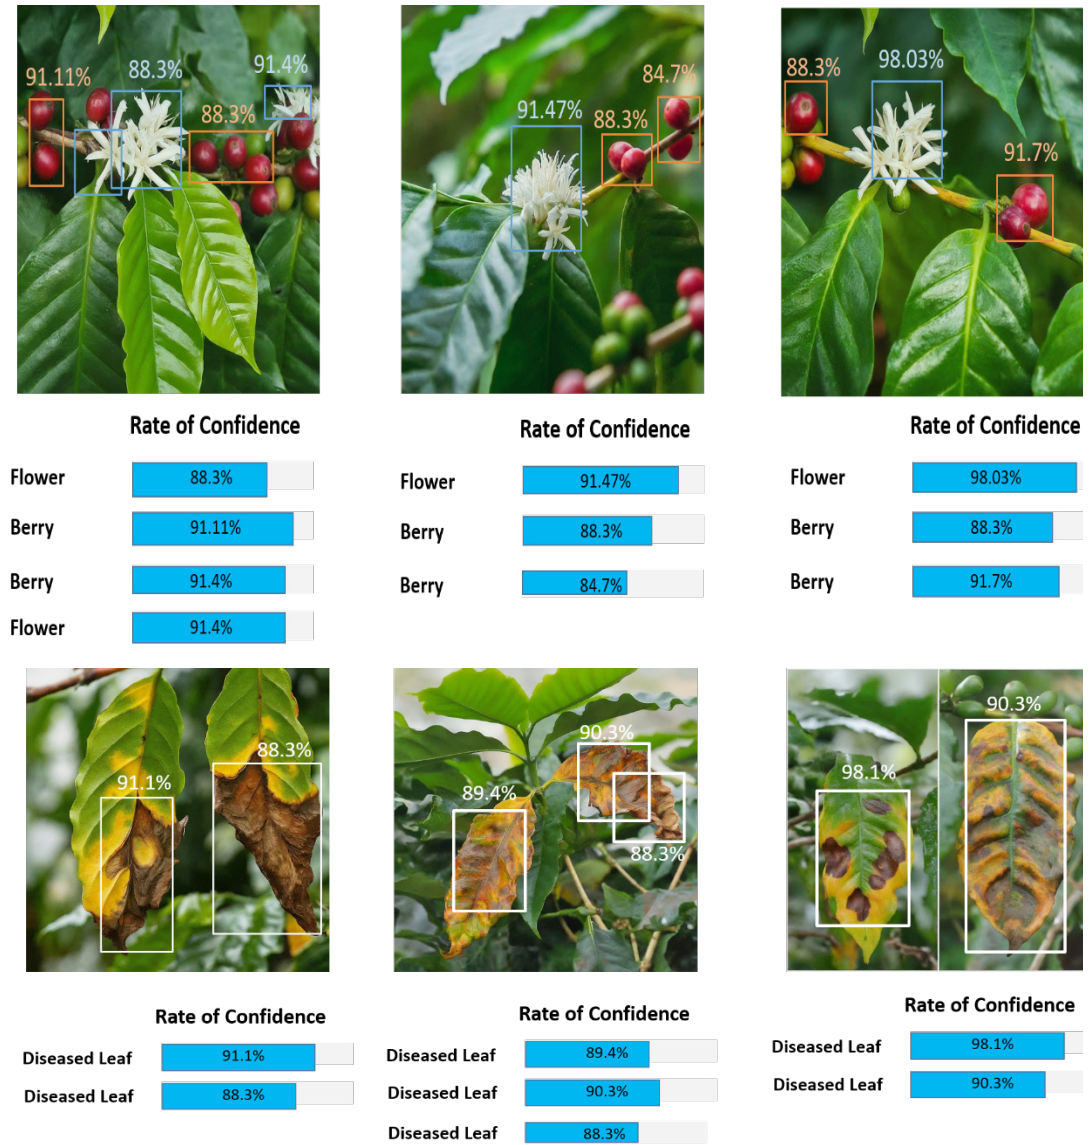 91.11%
88.3%
91.4%
88.3%
91.47%
88.3%
84.7%
88.3%
98.03%
91.7%
Rate of Confidence
Flower 88.3%
Berry 91.11%
Berry 91.4%
Flower 91.4%
Rate of Confidence
Flower 91.47%
Berry 88.3%
Berry 84.7%
Rate of Confidence
Flower 98.03%
Berry 88.3%
Berry 91.7%
91.1%
88.3%
89.4%
90.3%
88.3%
98.1%
90.3%
Rate of Confidence
Diseased Leaf 91.1%
Diseased Leaf 88.3%
Rate of Confidence
Diseased Leaf 89.4%
Diseased Leaf 90.3%
Diseased Leaf 88.3%
Rate of Confidence
Diseased Leaf 98.1%
Diseased Leaf 90.3%